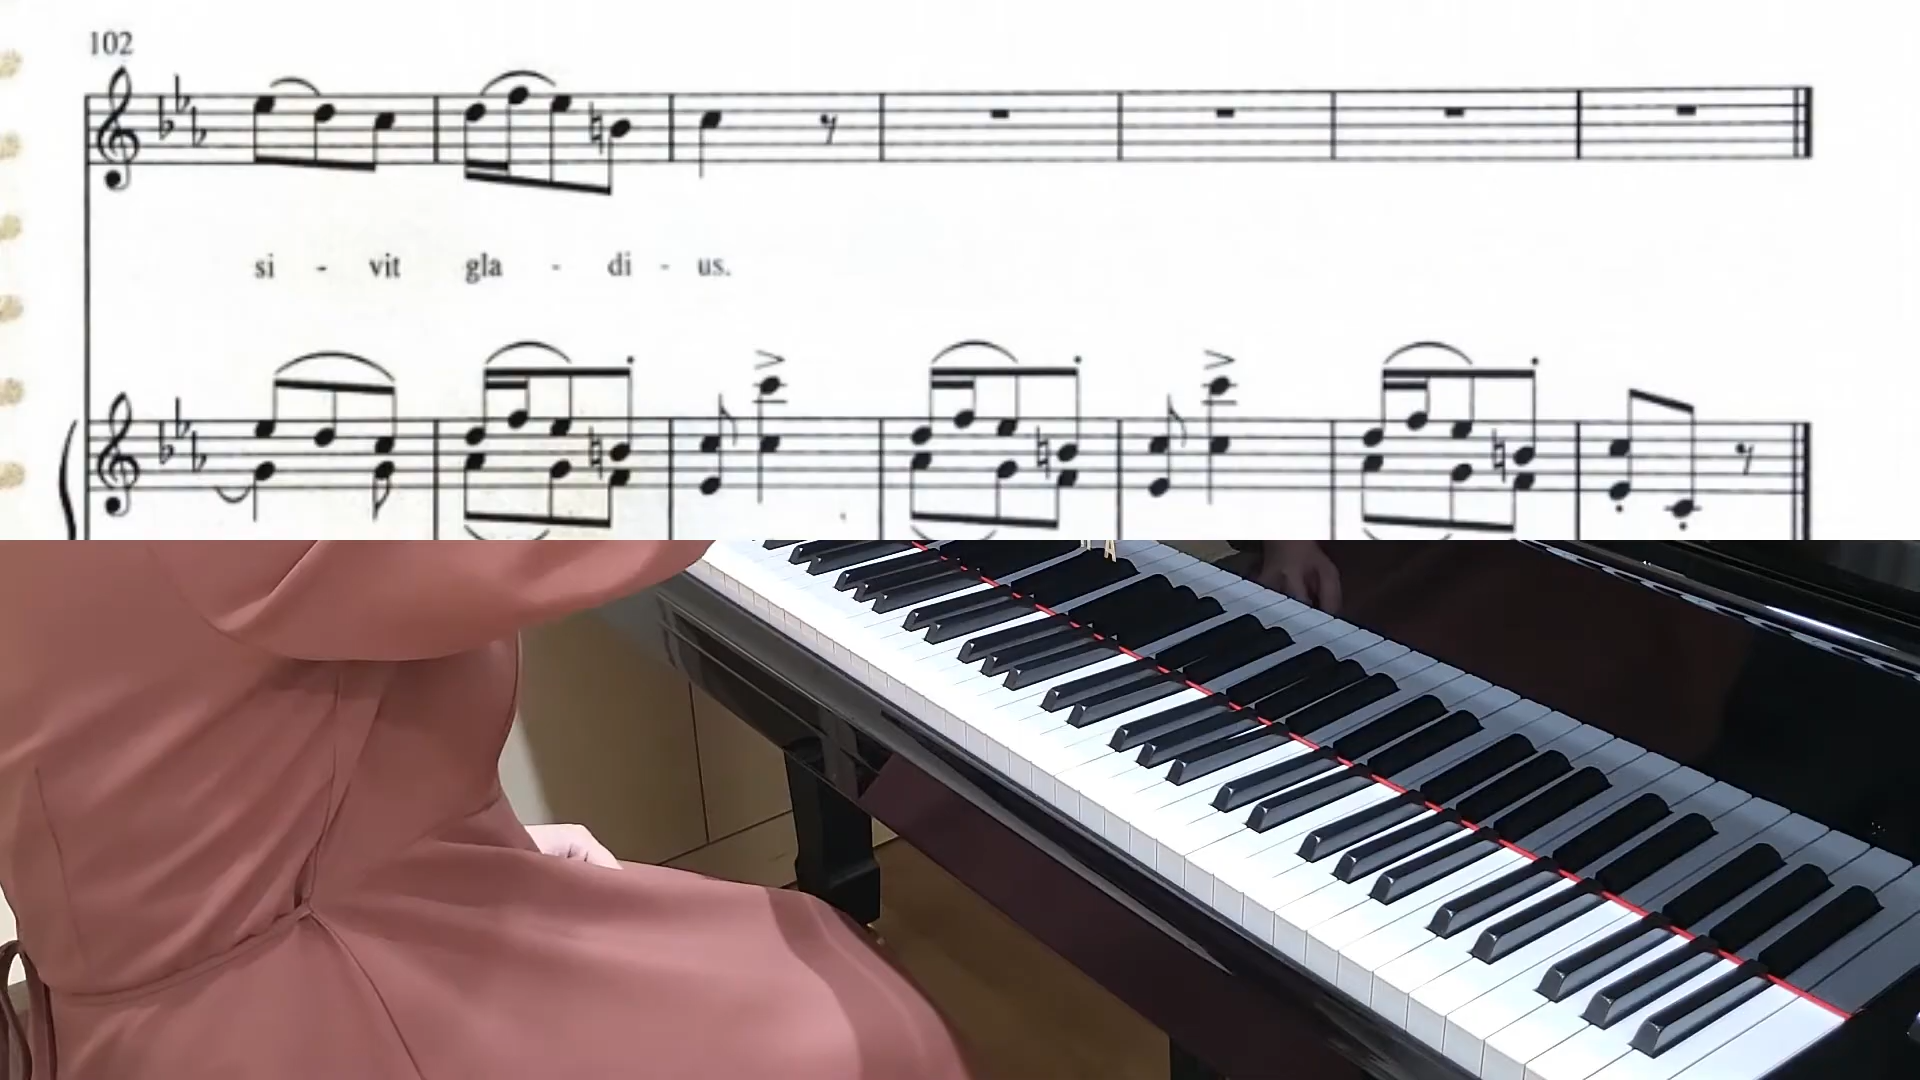 102
si - vit gla - di - us.